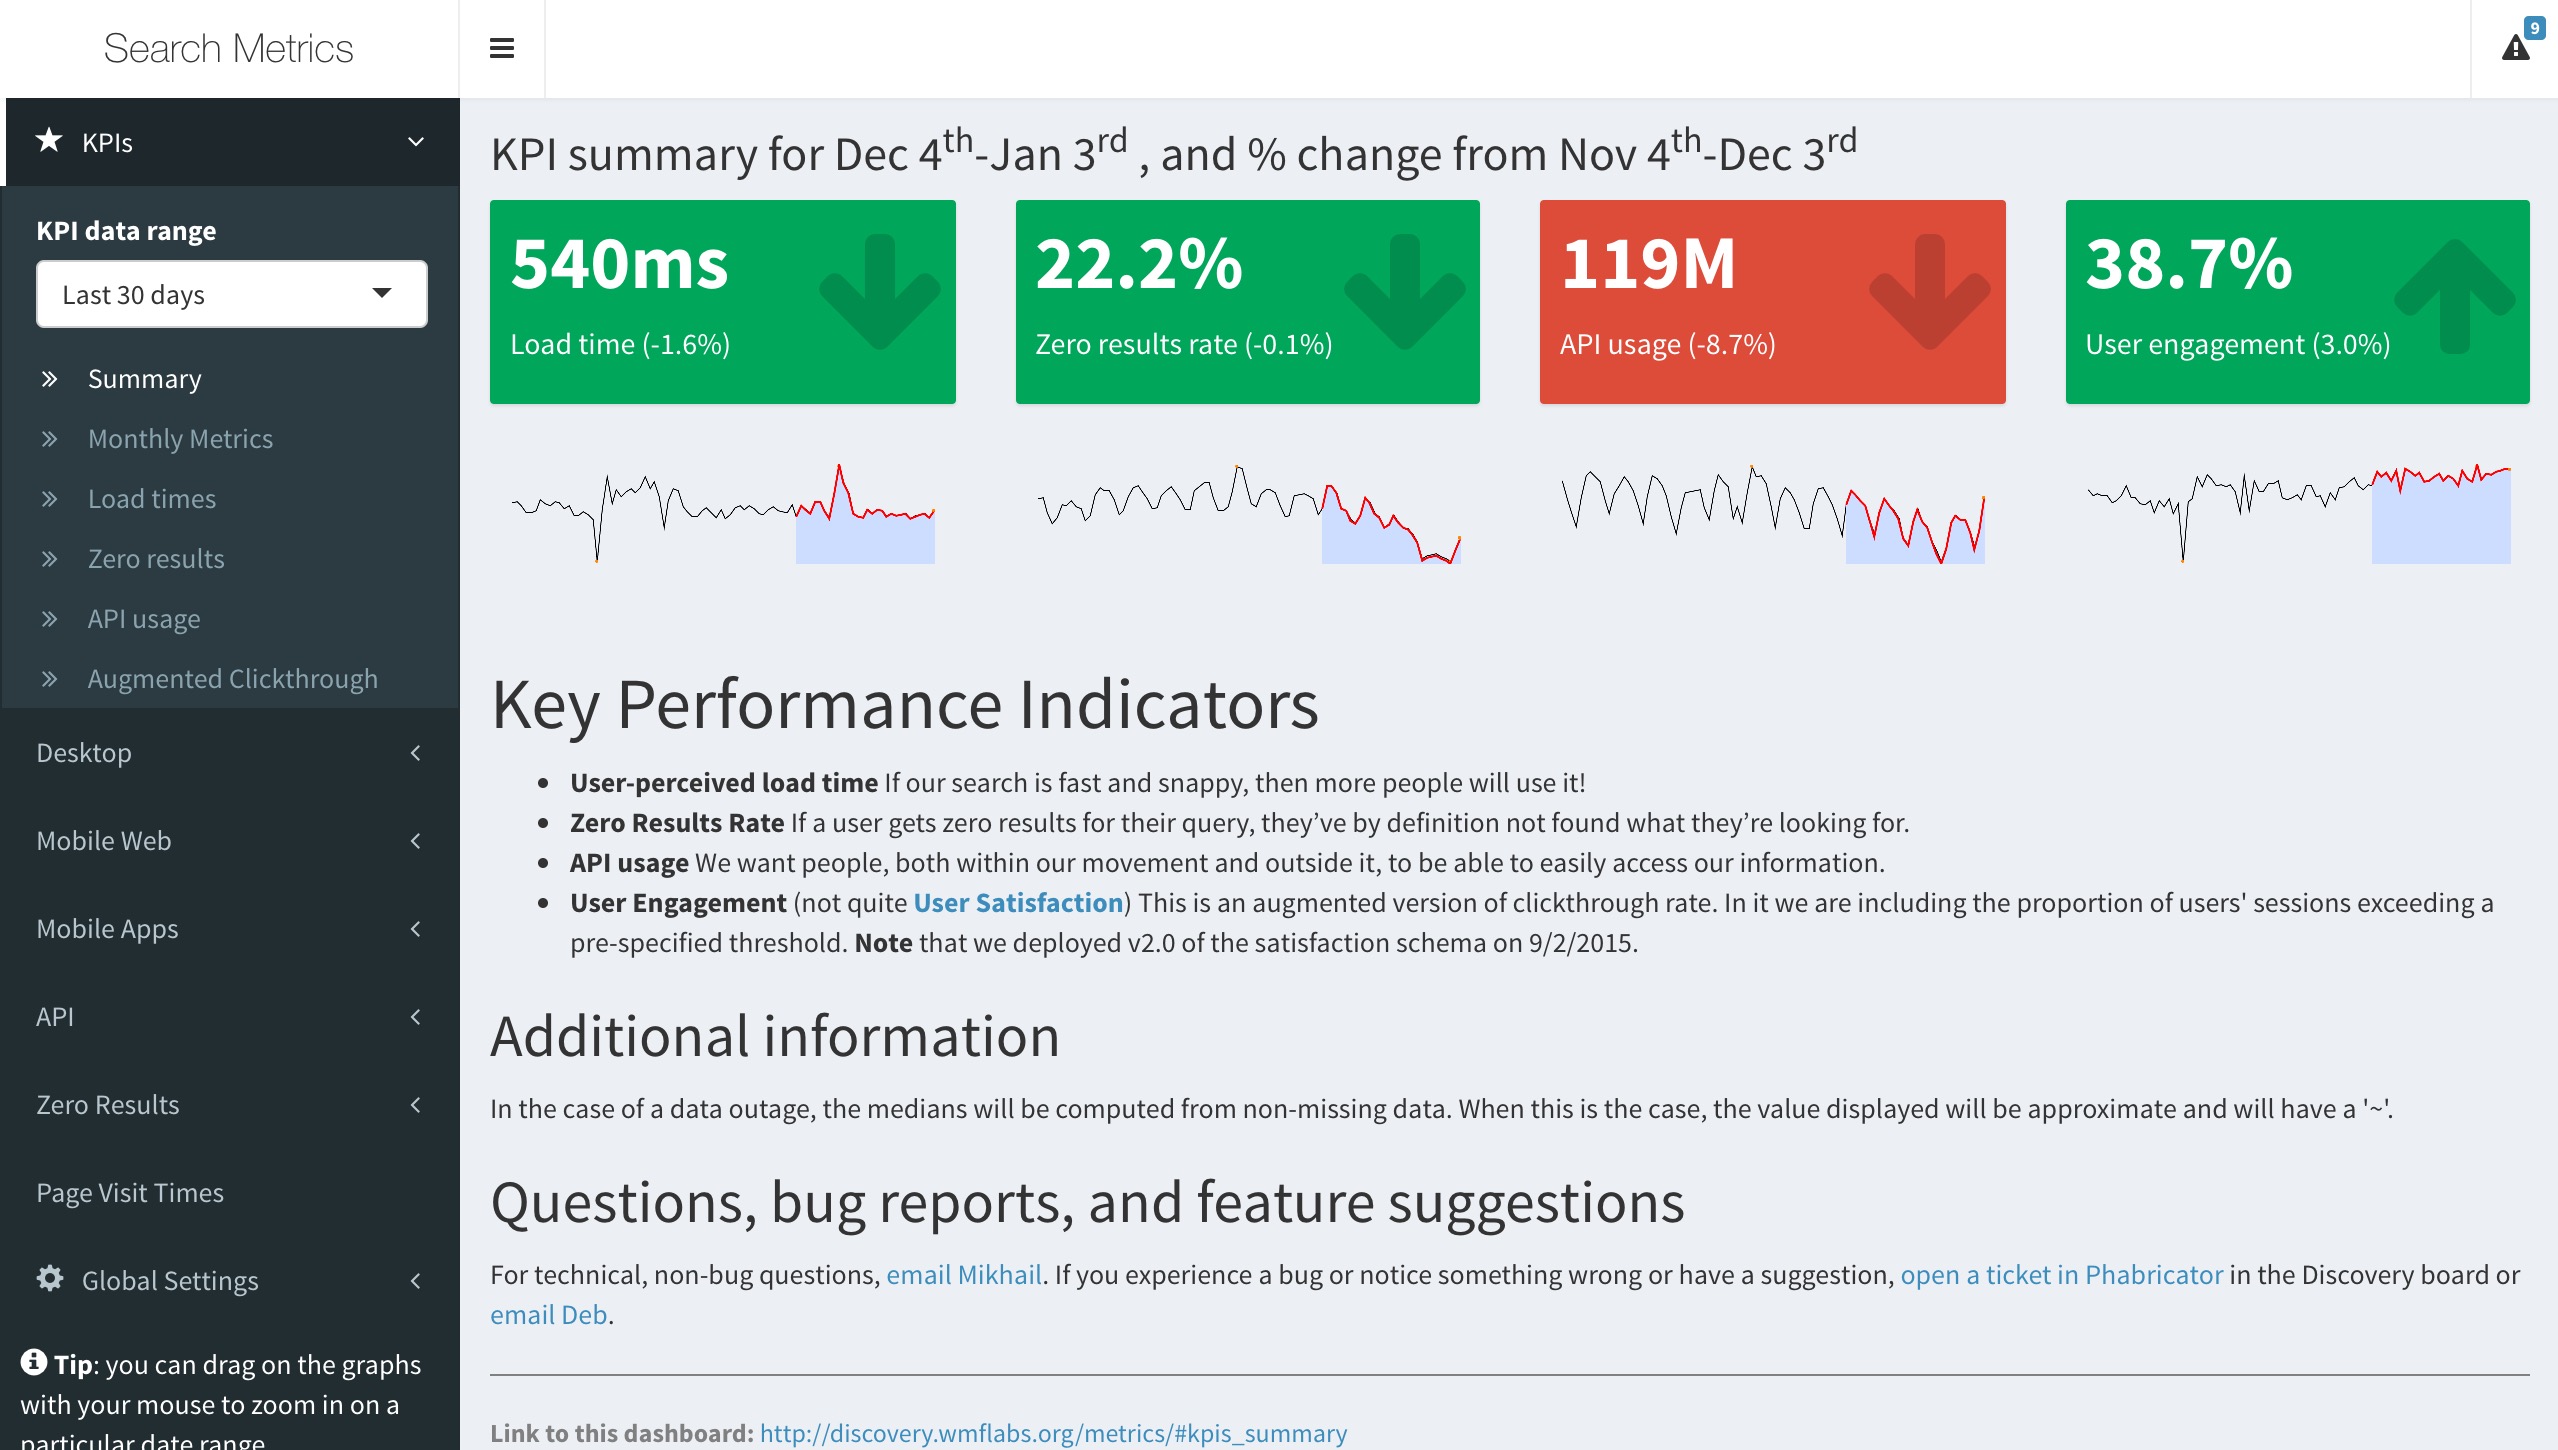 Search Metrics
9
KPIs
KPI data range
Last 30 days
Summary
Monthly Metrics
Load times
Zero results
API usage
Augmented Clickthrough
Desktop
Mobile Web
Mobile Apps
API
Zero Results
Page Visit Times
Global Settings
Tip: you can drag on the graphs
with your mouse to zoom in on a
particular date range
KPI summary for Dec 4th-Jan 3rd , and % change from Nov 4th-Dec 3rd
540ms
Load time (-1.6%)
22.2%
Zero results rate (-0.1%)
119M
API usage (-8.7%)
38.7%
User engagement (3.0%)
Key Performance Indicators
• User-perceived load time If our search is fast and snappy, then more people will use it!
• Zero Results Rate If a user gets zero results for their query, they’ve by definition not found what they’re looking for.
• API usage We want people, both within our movement and outside it, to be able to easily access our information.
• User Engagement (not quite User Satisfaction) This is an augmented version of clickthrough rate. In it we are including the proportion of users' sessions exceeding a
pre-specified threshold. Note that we deployed v2.0 of the satisfaction schema on 9/2/2015.
Additional information
In the case of a data outage, the medians will be computed from non-missing data. When this is the case, the value displayed will be approximate and will have a '~'.
Questions, bug reports, and feature suggestions
For technical, non-bug questions, email Mikhail. If you experience a bug or notice something wrong or have a suggestion, open a ticket in Phabricator in the Discovery board or
email Deb.
Link to this dashboard: http://discovery.wmflabs.org/metrics/#kpis_summary